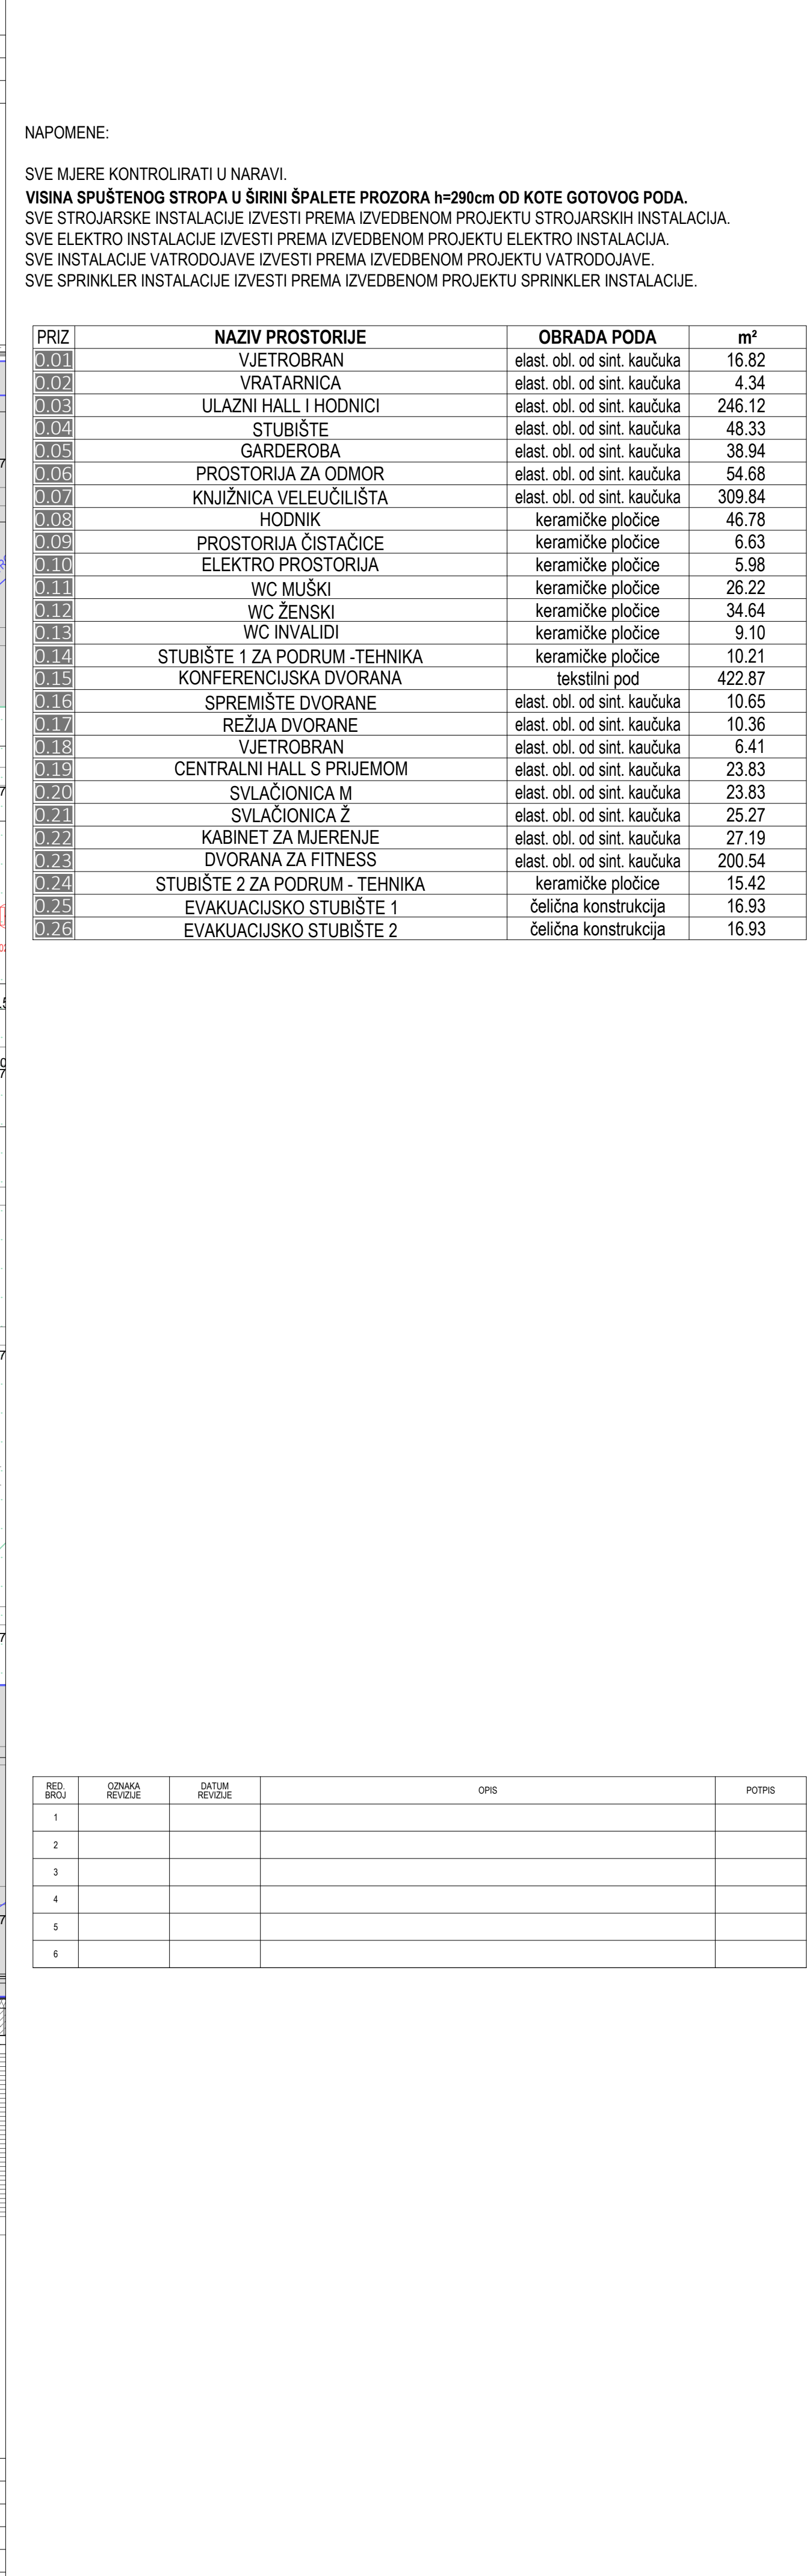 NAPOMENE:
SVE MJERE KONTROLIRATI U NARAVI.
VISINA SPUŠTENOG STROPA U ŠIRINI ŠPALETE PROZORA h=290cm OD KOTE GOTOVOG PODA.
SVE STROJARSKE INSTALACIJE IZVESTI PREMA IZVEDBENOM PROJEKTU STROJARSKIH INSTALACIJA.
SVE ELEKTRO INSTALACIJE IZVESTI PREMA IZVEDBENOM PROJEKTU ELEKTRO INSTALACIJA.
SVE INSTALACIJE VATRODOJAVE IZVESTI PREMA IZVEDBENOM PROJEKTU VATRODOJAVE.
SVE SPRINKLER INSTALACIJE IZVESTI PREMA IZVEDBENOM PROJEKTU SPRINKLER INSTALACIJE.
PRIZ NAZIV PROSTORIJE OBRADA PODA m²
0.01 VJETROBRAN elast. obl. od sint. kaučuka 16.82
0.02 VRATARNICA elast. obl. od sint. kaučuka 4.34
0.03 ULAZNI HALL I HODNICI elast. obl. od sint. kaučuka 246.12
0.04 STUBIŠTE elast. obl. od sint. kaučuka 48.33
0.05 GARDEROBA elast. obl. od sint. kaučuka 38.94
0.06 PROSTORIJA ZA ODMOR elast. obl. od sint. kaučuka 54.68
0.07 KNJIŽNICA VELEUČILIŠTA elast. obl. od sint. kaučuka 309.84
0.08 HODNIK keramičke pločice 46.78
0.09 PROSTORIJA ČISTAČICE keramičke pločice 6.63
0.10 ELEKTRO PROSTORIJA keramičke pločice 5.98
0.11 WC MUŠKI keramičke pločice 26.22
0.12 WC ŽENSKI keramičke pločice 34.64
0.13 WC INVALIDI keramičke pločice 9.10
0.14 STUBIŠTE 1 ZA PODRUM -TEHNIKA keramičke pločice 10.21
0.15 KONFERENCIJSKA DVORANA tekstilni pod 422.87
0.16 SPREMIŠTE DVORANE elast. obl. od sint. kaučuka 10.65
0.17 REŽIJA DVORANE elast. obl. od sint. kaučuka 10.36
0.18 VJETROBRAN elast. obl. od sint. kaučuka 6.41
0.19 CENTRALNI HALL S PRIJEMOM elast. obl. od sint. kaučuka 23.83
0.20 SVLAČIONICA M elast. obl. od sint. kaučuka 23.83
0.21 SVLAČIONICA Ž elast. obl. od sint. kaučuka 25.27
0.22 KABINET ZA MJERENJE elast. obl. od sint. kaučuka 27.19
0.23 DVORANA ZA FITNESS elast. obl. od sint. kaučuka 200.54
0.24 STUBIŠTE 2 ZA PODRUM - TEHNIKA keramičke pločice 15.42
0.25 EVAKUACIJSKO STUBIŠTE 1 čelična konstrukcija 16.93
0.26 EVAKUACIJSKO STUBIŠTE 2 čelična konstrukcija 16.93
RED. BROJ OZNAKA REVIZIJE DATUM REVIZIJE OPIS POTPIS
1
2
3
4
5
6